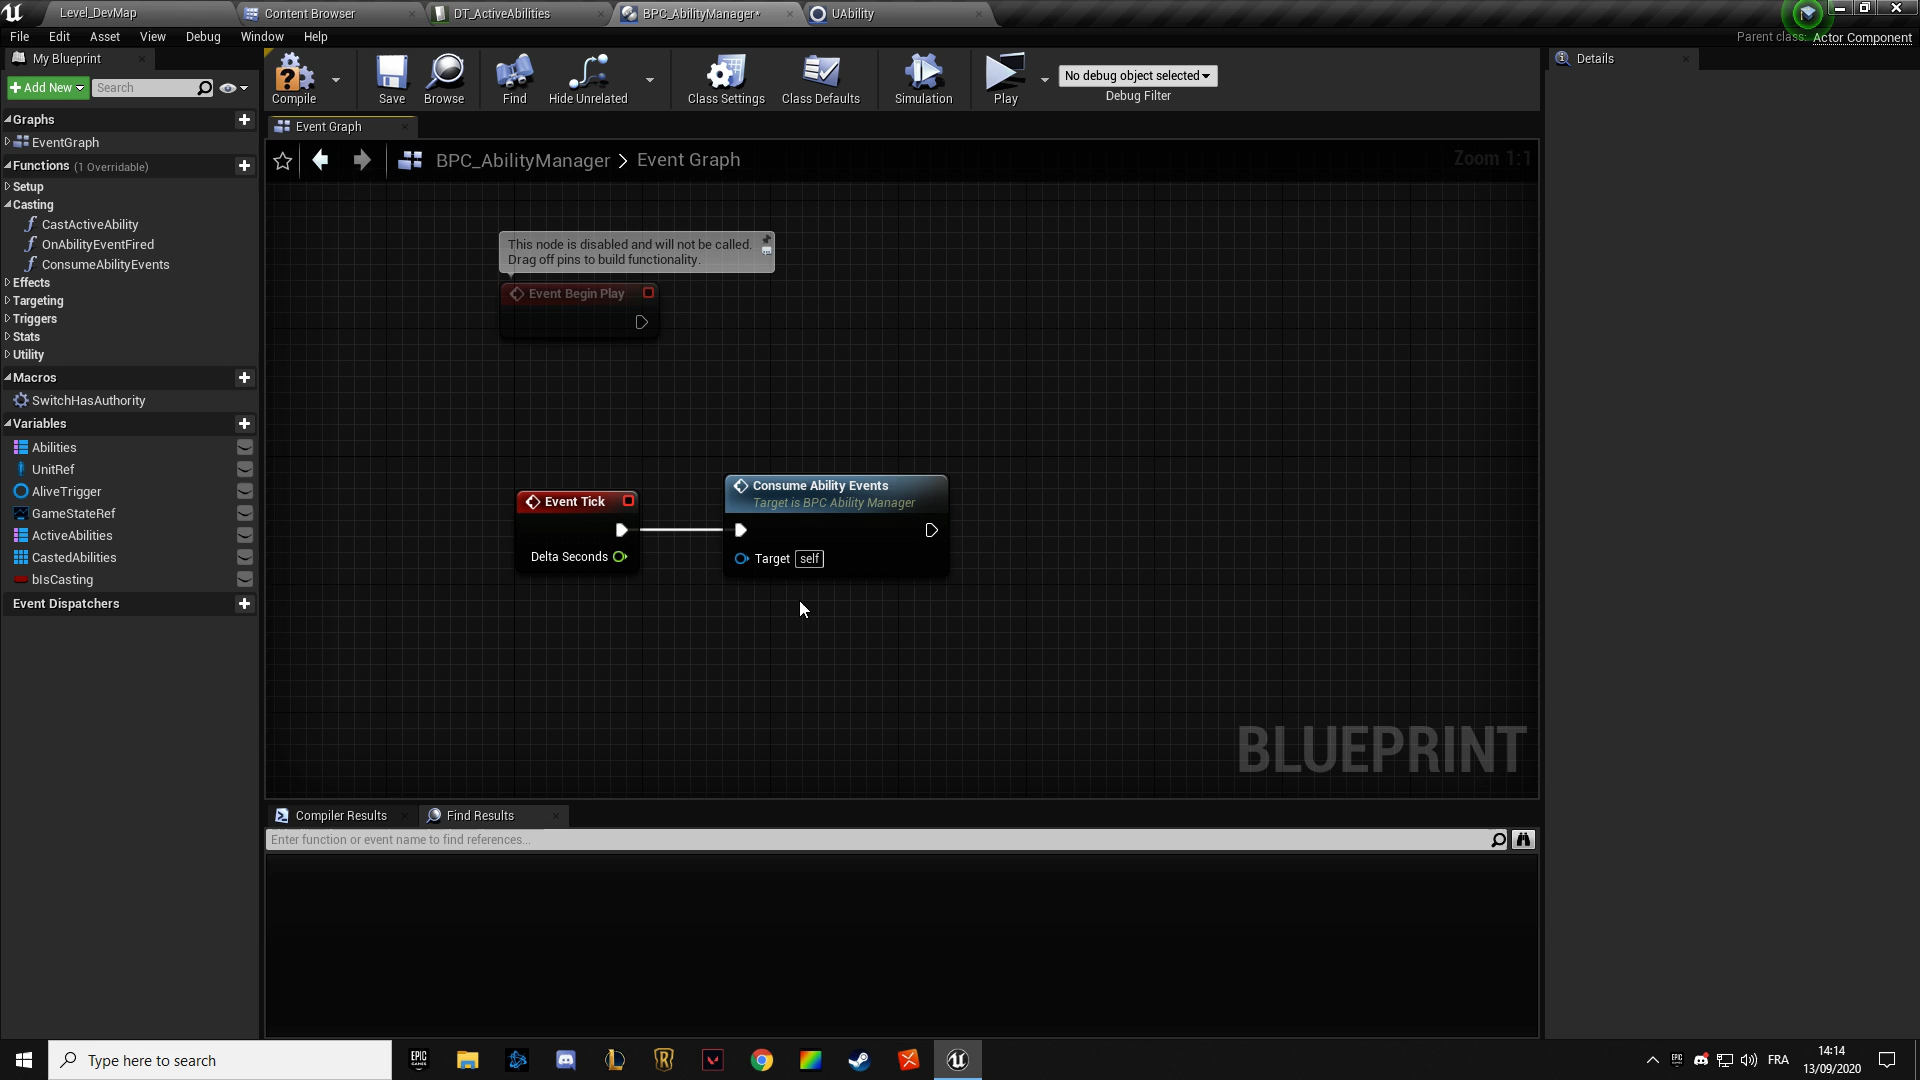 Level_DevMap
Content Browser
DT_ActiveAbilities
BPC_AbilityManager*
UAbility
File Edit Asset View Debug Window Help
Parent class: Actor Component
My Blueprint
Add New
Search
Compile
Save
Browse
Find
Hide Unrelated
Class Settings
Class Defaults
Simulation
Play
No debug object selected
Debug Filter
Details
Graphs
EventGraph
Functions (1 Overridable)
Setup
Casting
CastActiveAbility
OnAbilityEventFired
ConsumeAbilityEvents
Effects
Targeting
Triggers
Stats
Utility
Macros
SwitchHasAuthority
Variables
Abilities
UnitRef
AliveTrigger
GameStateRef
ActiveAbilities
CastedAbilities
bIsCasting
Event Dispatchers
Event Graph
BPC_AbilityManager > Event Graph
Zoom 1:1
This node is disabled and will not be called.
Drag off pins to build functionality.
Event Begin Play
Event Tick
Delta Seconds
Consume Ability Events
Target is BPC Ability Manager
Target self
BLUEPRINT
Compiler Results
Find Results
Enter function or event name to find references...
Type here to search
EPIC
GAMES
FRA
14:14
13/09/2020